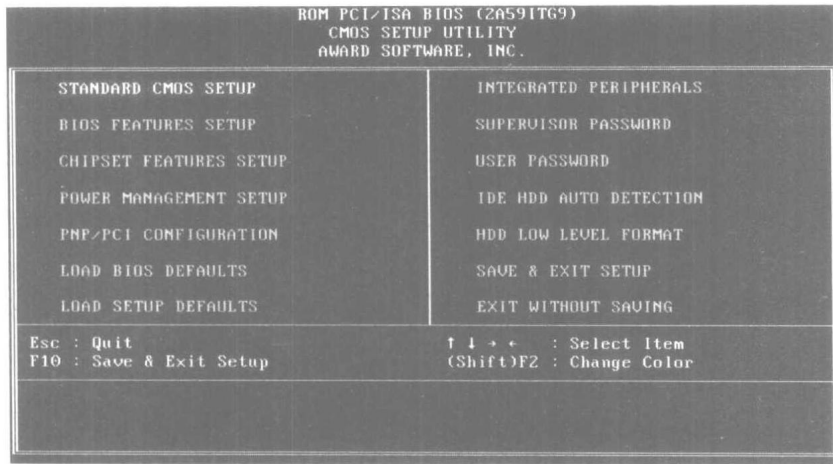 ROM PCI/ISA BIOS (2A59ITG9)
CMOS SETUP UTILITY
AWARD SOFTWARE, INC.
STANDARD CMOS SETUP
BIOS FEATURES SETUP
CHIPSET FEATURES SETUP
POWER MANAGEMENT SETUP
PNP/PCI CONFIGURATION
LOAD BIOS DEFAULTS
LOAD SETUP DEFAULTS
INTEGRATED PERIPHERALS
SUPERVISOR PASSWORD
USER PASSWORD
IDE HDD AUTO DETECTION
HDD LOW LEVEL FORMAT
SAVE & EXIT SETUP
EXIT WITHOUT SAVING
Esc : Quit
F10 : Save & Exit Setup
↑ ↓ → ← : Select Item
(Shift)F2 : Change Color